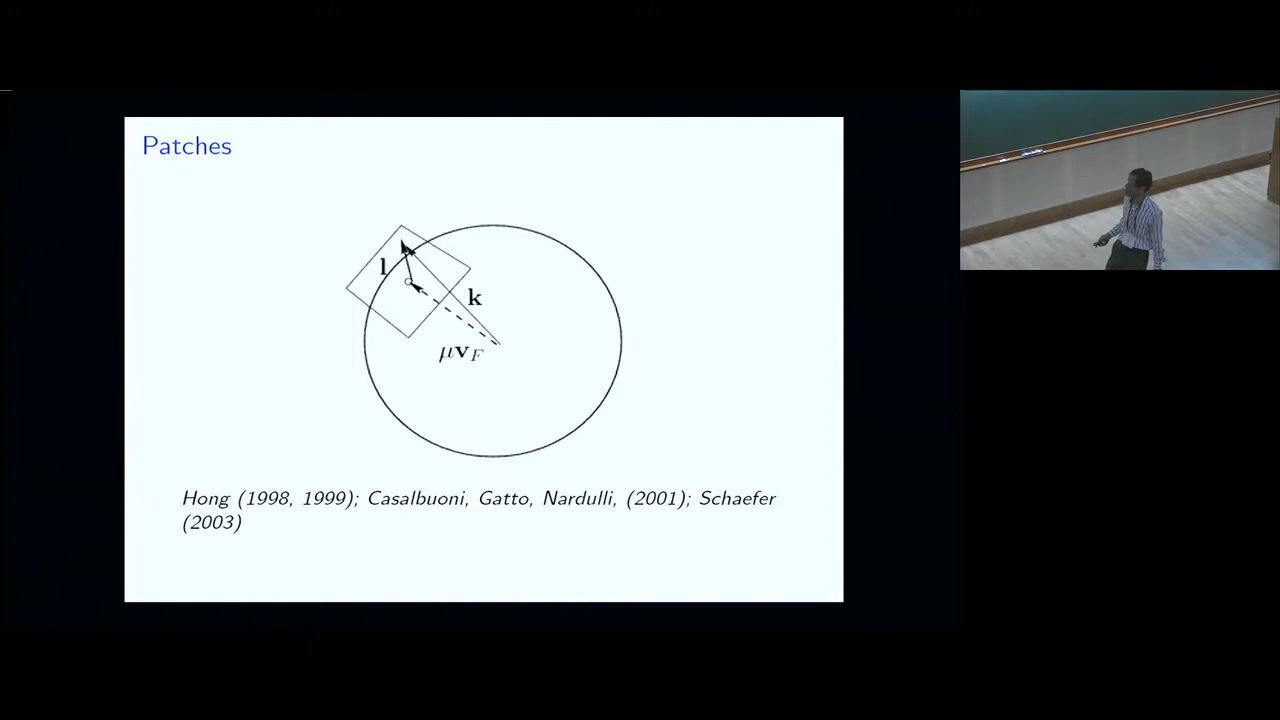 Patches
l
k
μv_F
Hong (1998, 1999); Casalbuoni, Gatto, Nardulli, (2001); Schaefer
(2003)